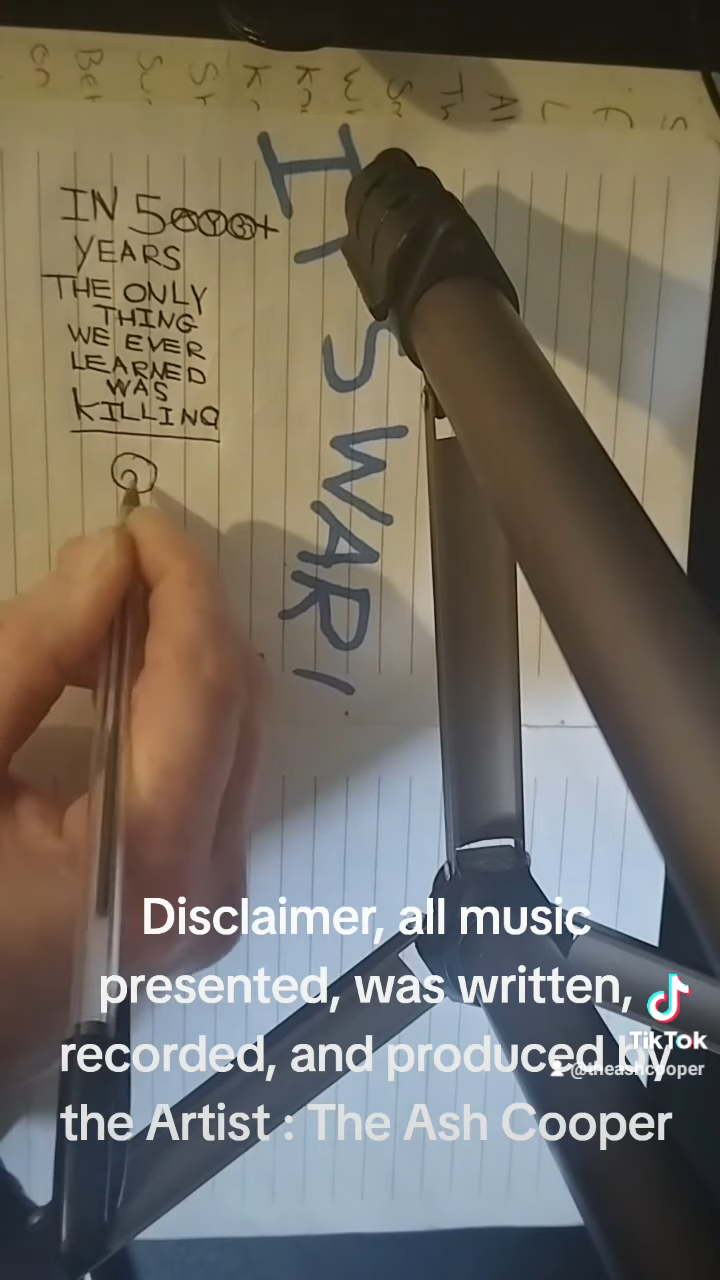 IN 5000+
YEARS
THE ONLY
THING
WE EVER
LEARNED
WAS
KILLING
IT'S WAR!
Disclaimer, all music
presented, was written,
recorded, and produced by
the Artist : The Ash Cooper
TikTok
@theashcooper